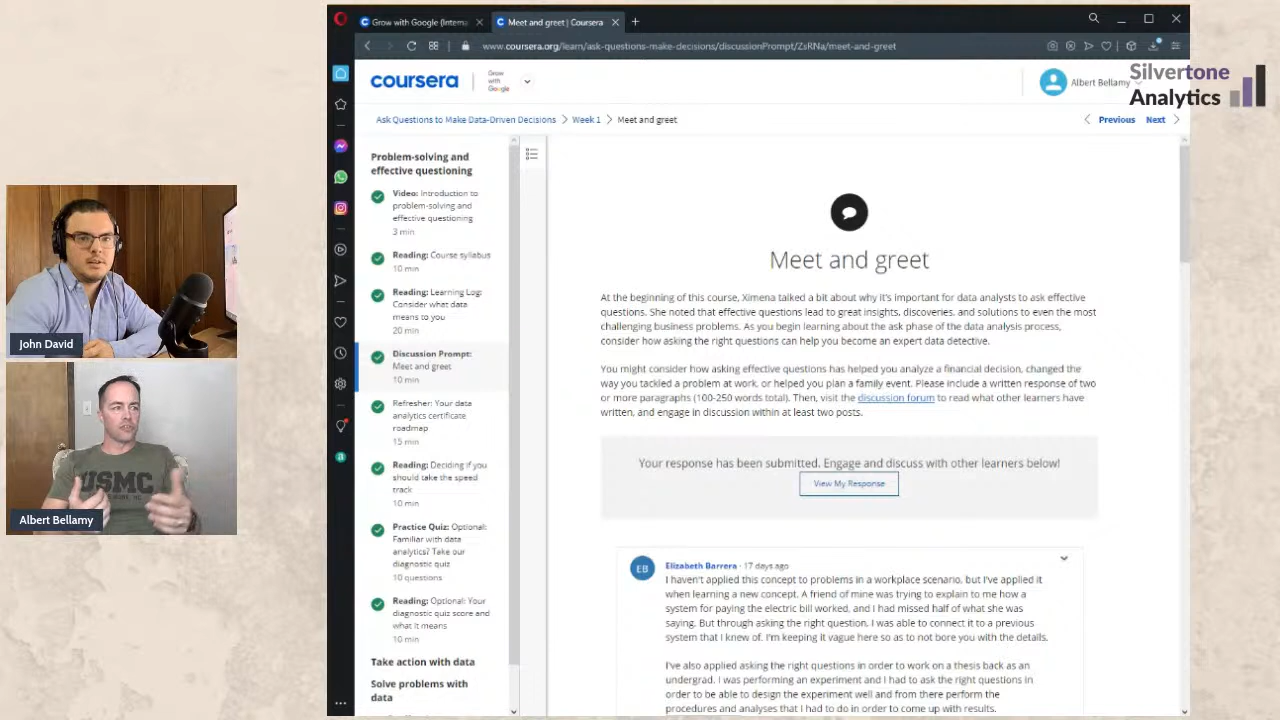 Grow with Google (Interna
Meet and greet | Coursera
www.coursera.org/learn/ask-questions-make-decisions/discussionPrompt/ZsRNa/meet-and-greet
coursera
Grow
with
Google
Albert Bellamy
Silvertone
Analytics
Ask Questions to Make Data-Driven Decisions
Week 1
Meet and greet
Previous
Next
Problem-solving and
effective questioning
Video: Introduction to
problem-solving and
effective questioning
3 min
Reading: Course syllabus
10 min
Reading: Learning Log:
Consider what data
means to you
20 min
Discussion Prompt:
Meet and greet
10 min
Refresher: Your data
analytics certificate
roadmap
15 min
Reading: Deciding if you
should take the speed
track
10 min
Practice Quiz: Optional:
Familiar with data
analytics? Take our
diagnostic quiz
10 questions
Reading: Optional: Your
diagnostic quiz score and
what it means
10 min
Take action with data
Solve problems with
data
Meet and greet
At the beginning of this course, Ximena talked a bit about why it's important for data analysts to ask effective
questions. She noted that effective questions lead to great insights, discoveries, and solutions to even the most
challenging business problems. As you begin learning about the ask phase of the data analysis process,
consider how asking the right questions can help you become an expert data detective.
You might consider how asking effective questions has helped you analyze a financial decision, changed the
way you tackled a problem at work, or helped you plan a family event. Please include a written response of two
or more paragraphs (100-250 words total). Then, visit the discussion forum to read what other learners have
written, and engage in discussion within at least two posts.
Your response has been submitted. Engage and discuss with other learners below!
View My Response
EB
Elizabeth Barrera · 17 days ago
I haven't applied this concept to problems in a workplace scenario, but I've applied it
when learning a new concept. A friend of mine was trying to explain to me how a
system for paying the electric bill worked, and I had missed half of what she was
saying. But through asking the right question, I was able to connect it to a previous
system that I knew of. I'm keeping it vague here so as to not bore you with the details.
I've also applied asking the right questions in order to work on a thesis back as an
undergrad. I was performing an experiment and I had to ask the right questions in
order to be able to design the experiment well and from there perform the
procedures and analyses that I had to do in order to come up with results.
John David
USMC
Albert Bellamy